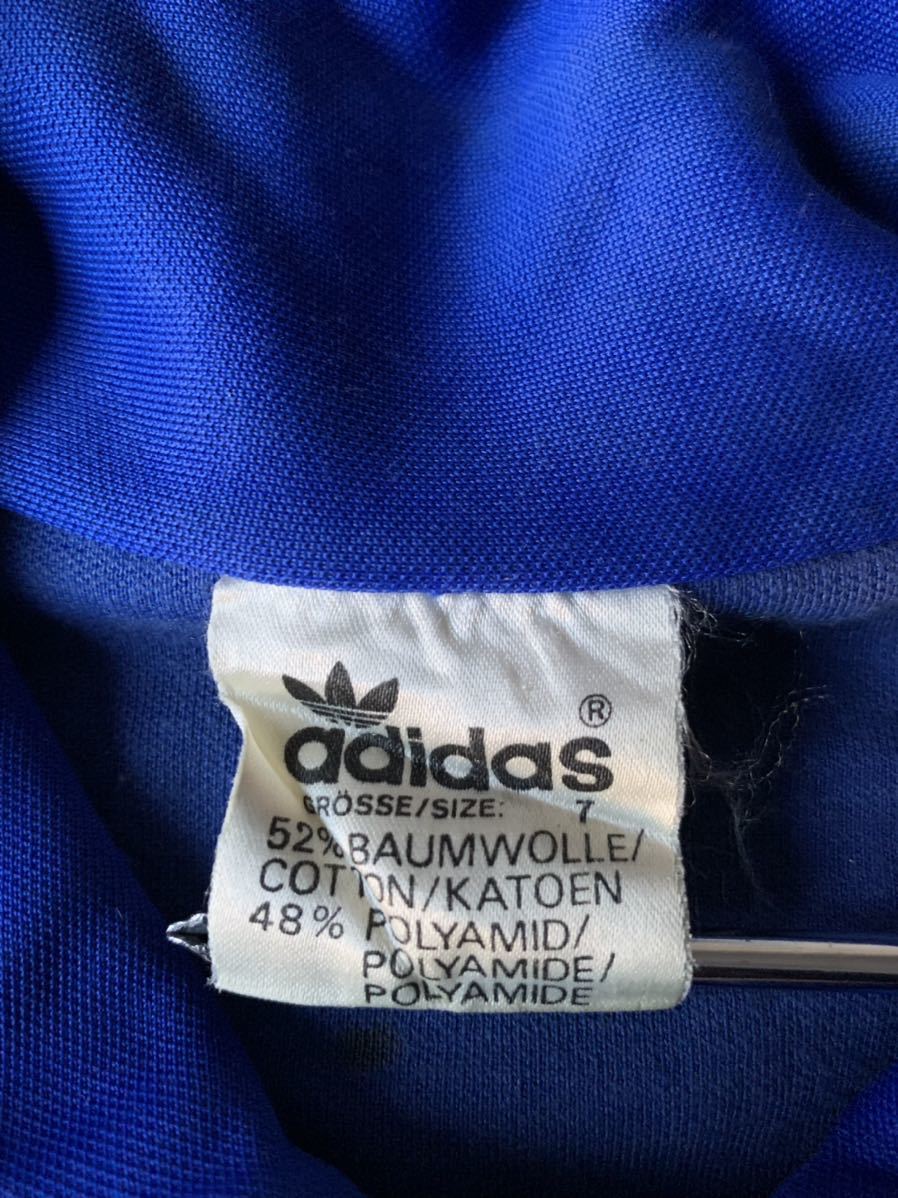 adidas ®
GRÖSSE/SIZE: 7
52% BAUMWOLLE/
COTTON/KATOEN
48% POLYAMID/
POLYAMIDE/
POLYAMIDE